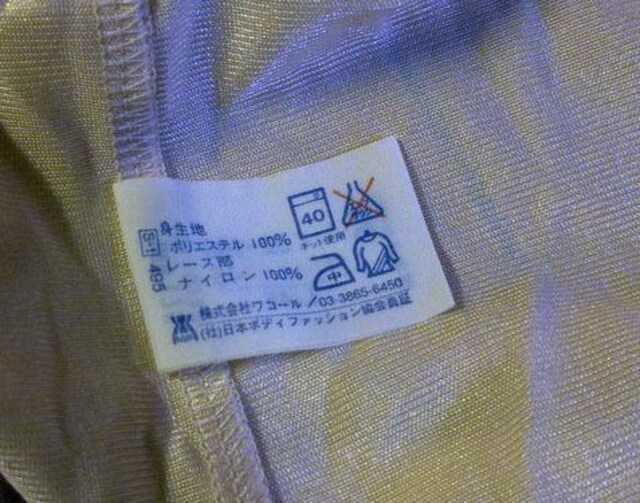 身生地
ポリエステル 100%
レース部
ナイロン 100%
40
ネット使用
中
株式会社ワコール／03-3865-6450
(社)日本ボディファッション協会員証
495